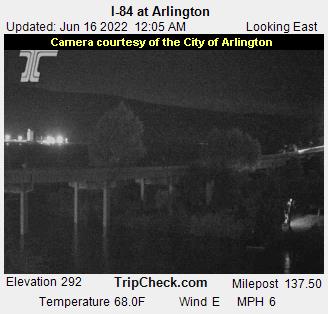 I-84 at Arlington
Updated: Jun 16 2022 12:05 AM Looking East
Camera courtesy of the City of Arlington
Elevation 292 TripCheck.com Milepost 137.50
Temperature 68.0F Wind E MPH 6